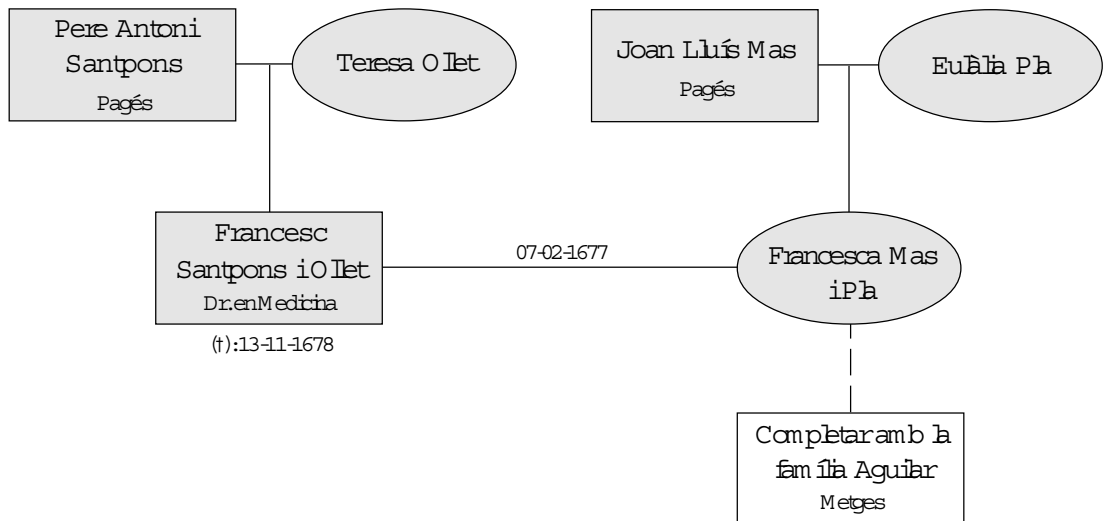 Pere Antoni
Santpons
Pagés
Teresa Ollet
Joan Lluís Mas
Pagés
Eulàlia Pla
Francesc
Santpons i Ollet
Dr. en Medicina
(†):13-11-1678
07-02-1677
Francesca Mas
i Pla
Completar amb la
família Aguilar
Metges